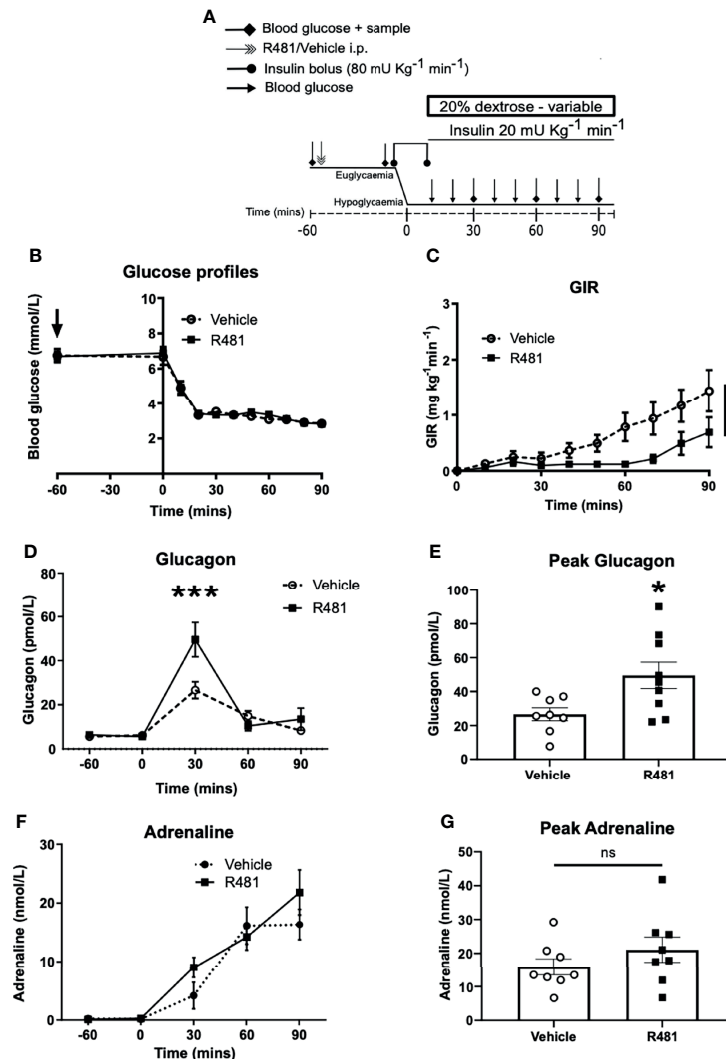 A
Blood glucose + sample
R481/Vehicle i.p.
Insulin bolus (80 mU Kg⁻¹ min⁻¹)
Blood glucose
20% dextrose - variable
Insulin 20 mU Kg⁻¹ min⁻¹
Euglycaemia
Hypoglycaemia
Time (mins)
-60 0 30 60 90
B
Glucose profiles
Blood glucose (mmol/L)
10
8
6
4
2
Vehicle
R481
-60 -30 0 30 60 90
Time (mins)
C
GIR
GIR (mg kg⁻¹min⁻¹)
3
2
1
0
Vehicle
R481
0 30 60 90
Time (mins)
D
Glucagon
Glucagon (pmol/L)
80
60
40
20
0
***
Vehicle
R481
-60 0 30 60 90
Time (mins)
E
Peak Glucagon
Glucagon (pmol/L)
100
80
60
40
20
0
*
Vehicle R481
F
Adrenaline
Adrenaline (nmol/L)
30
20
10
0
Vehicle
R481
-60 0 30 60 90
Time (mins)
G
Peak Adrenaline
Adrenaline (nmol/L)
50
40
30
20
10
0
ns
Vehicle R481